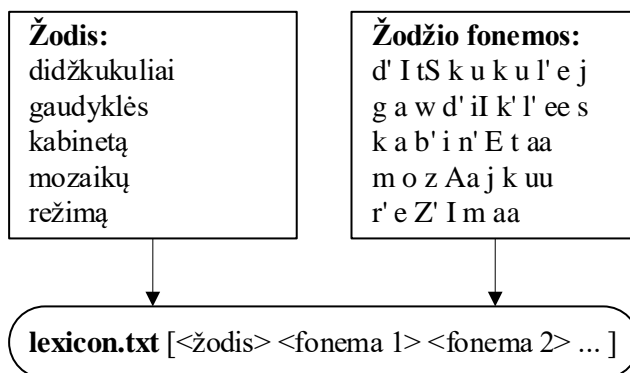 Žodis:
didžkukuliai
gaudyklės
kabinetą
mozaikų
režimą
Žodžio fonemos:
d' I tS k u k u l' e j
g a w d' iI k' l' ee s
k a b' i n' E t aa
m o z Aa j k uu
r' e Z' I m aa
lexicon.txt [<žodis> <fonema 1> <fonema 2> ... ]